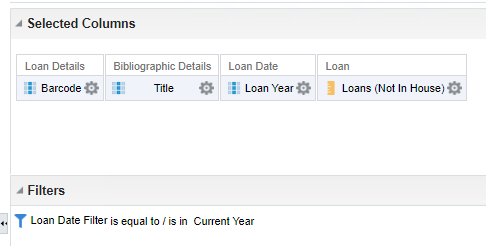 Selected Columns
Loan Details Bibliographic Details Loan Date Loan
Barcode Title Loan Year Loans (Not In House)
Filters
Loan Date Filter is equal to / is in Current Year